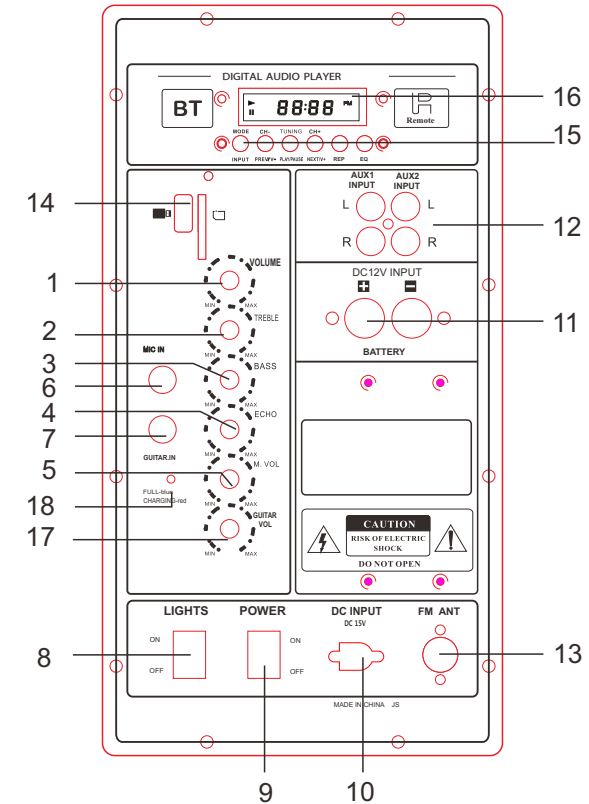 DIGITAL AUDIO PLAYER
BT
88:88
FM
Remote
16
MODE CH- TUNING CH+
15
INPUT PREV/V+ PLAY/PAUSE NEXT/V+ REP EQ
AUX1 INPUT
AUX2 INPUT
L L
R R
12
14
VOLUME
1
MIN MAX
TREBLE
2
MIN MAX
BASS
3
MIN MAX
ECHO
4
MIN MAX
M. VOL
5
MIN MAX
GUITAR VOL
17
MIN MAX
MIC IN
6
7
GUITAR.IN
FULL-blue
CHARGING-red
18
DC12V INPUT
+ −
11
BATTERY
CAUTION
RISK OF ELECTRIC
SHOCK
DO NOT OPEN
LIGHTS
ON
OFF
8
POWER
ON
OFF
9
DC INPUT
DC 15V
10
FM ANT
13
MADE IN CHINA JS